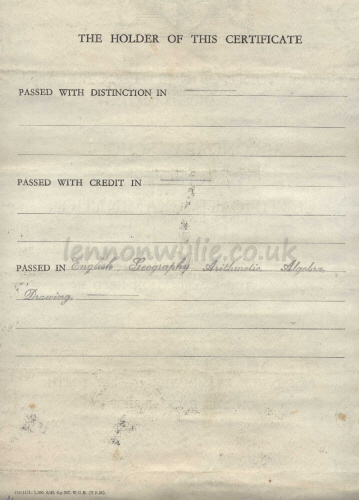 THE HOLDER OF THIS CERTIFICATE
PASSED WITH DISTINCTION IN
PASSED WITH CREDIT IN
lennonwylie.co.uk
PASSED IN English, Geography Arithmetic Algebra,
Drawing.